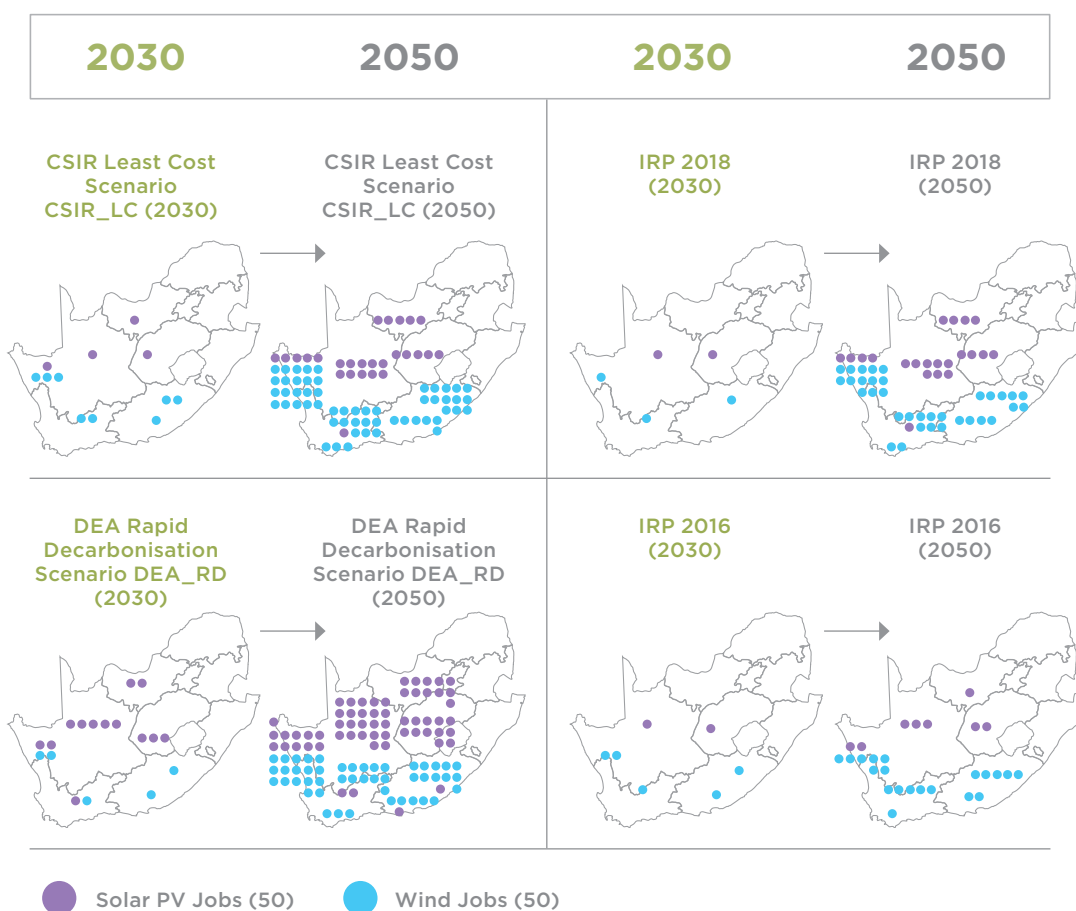 2030
2050
2030
2050
CSIR Least Cost
Scenario
CSIR_LC (2030)
CSIR Least Cost
Scenario
CSIR_LC (2050)
IRP 2018
(2030)
IRP 2018
(2050)
DEA Rapid
Decarbonisation
Scenario DEA_RD
(2030)
DEA Rapid
Decarbonisation
Scenario DEA_RD
(2050)
IRP 2016
(2030)
IRP 2016
(2050)
Solar PV Jobs (50)
Wind Jobs (50)